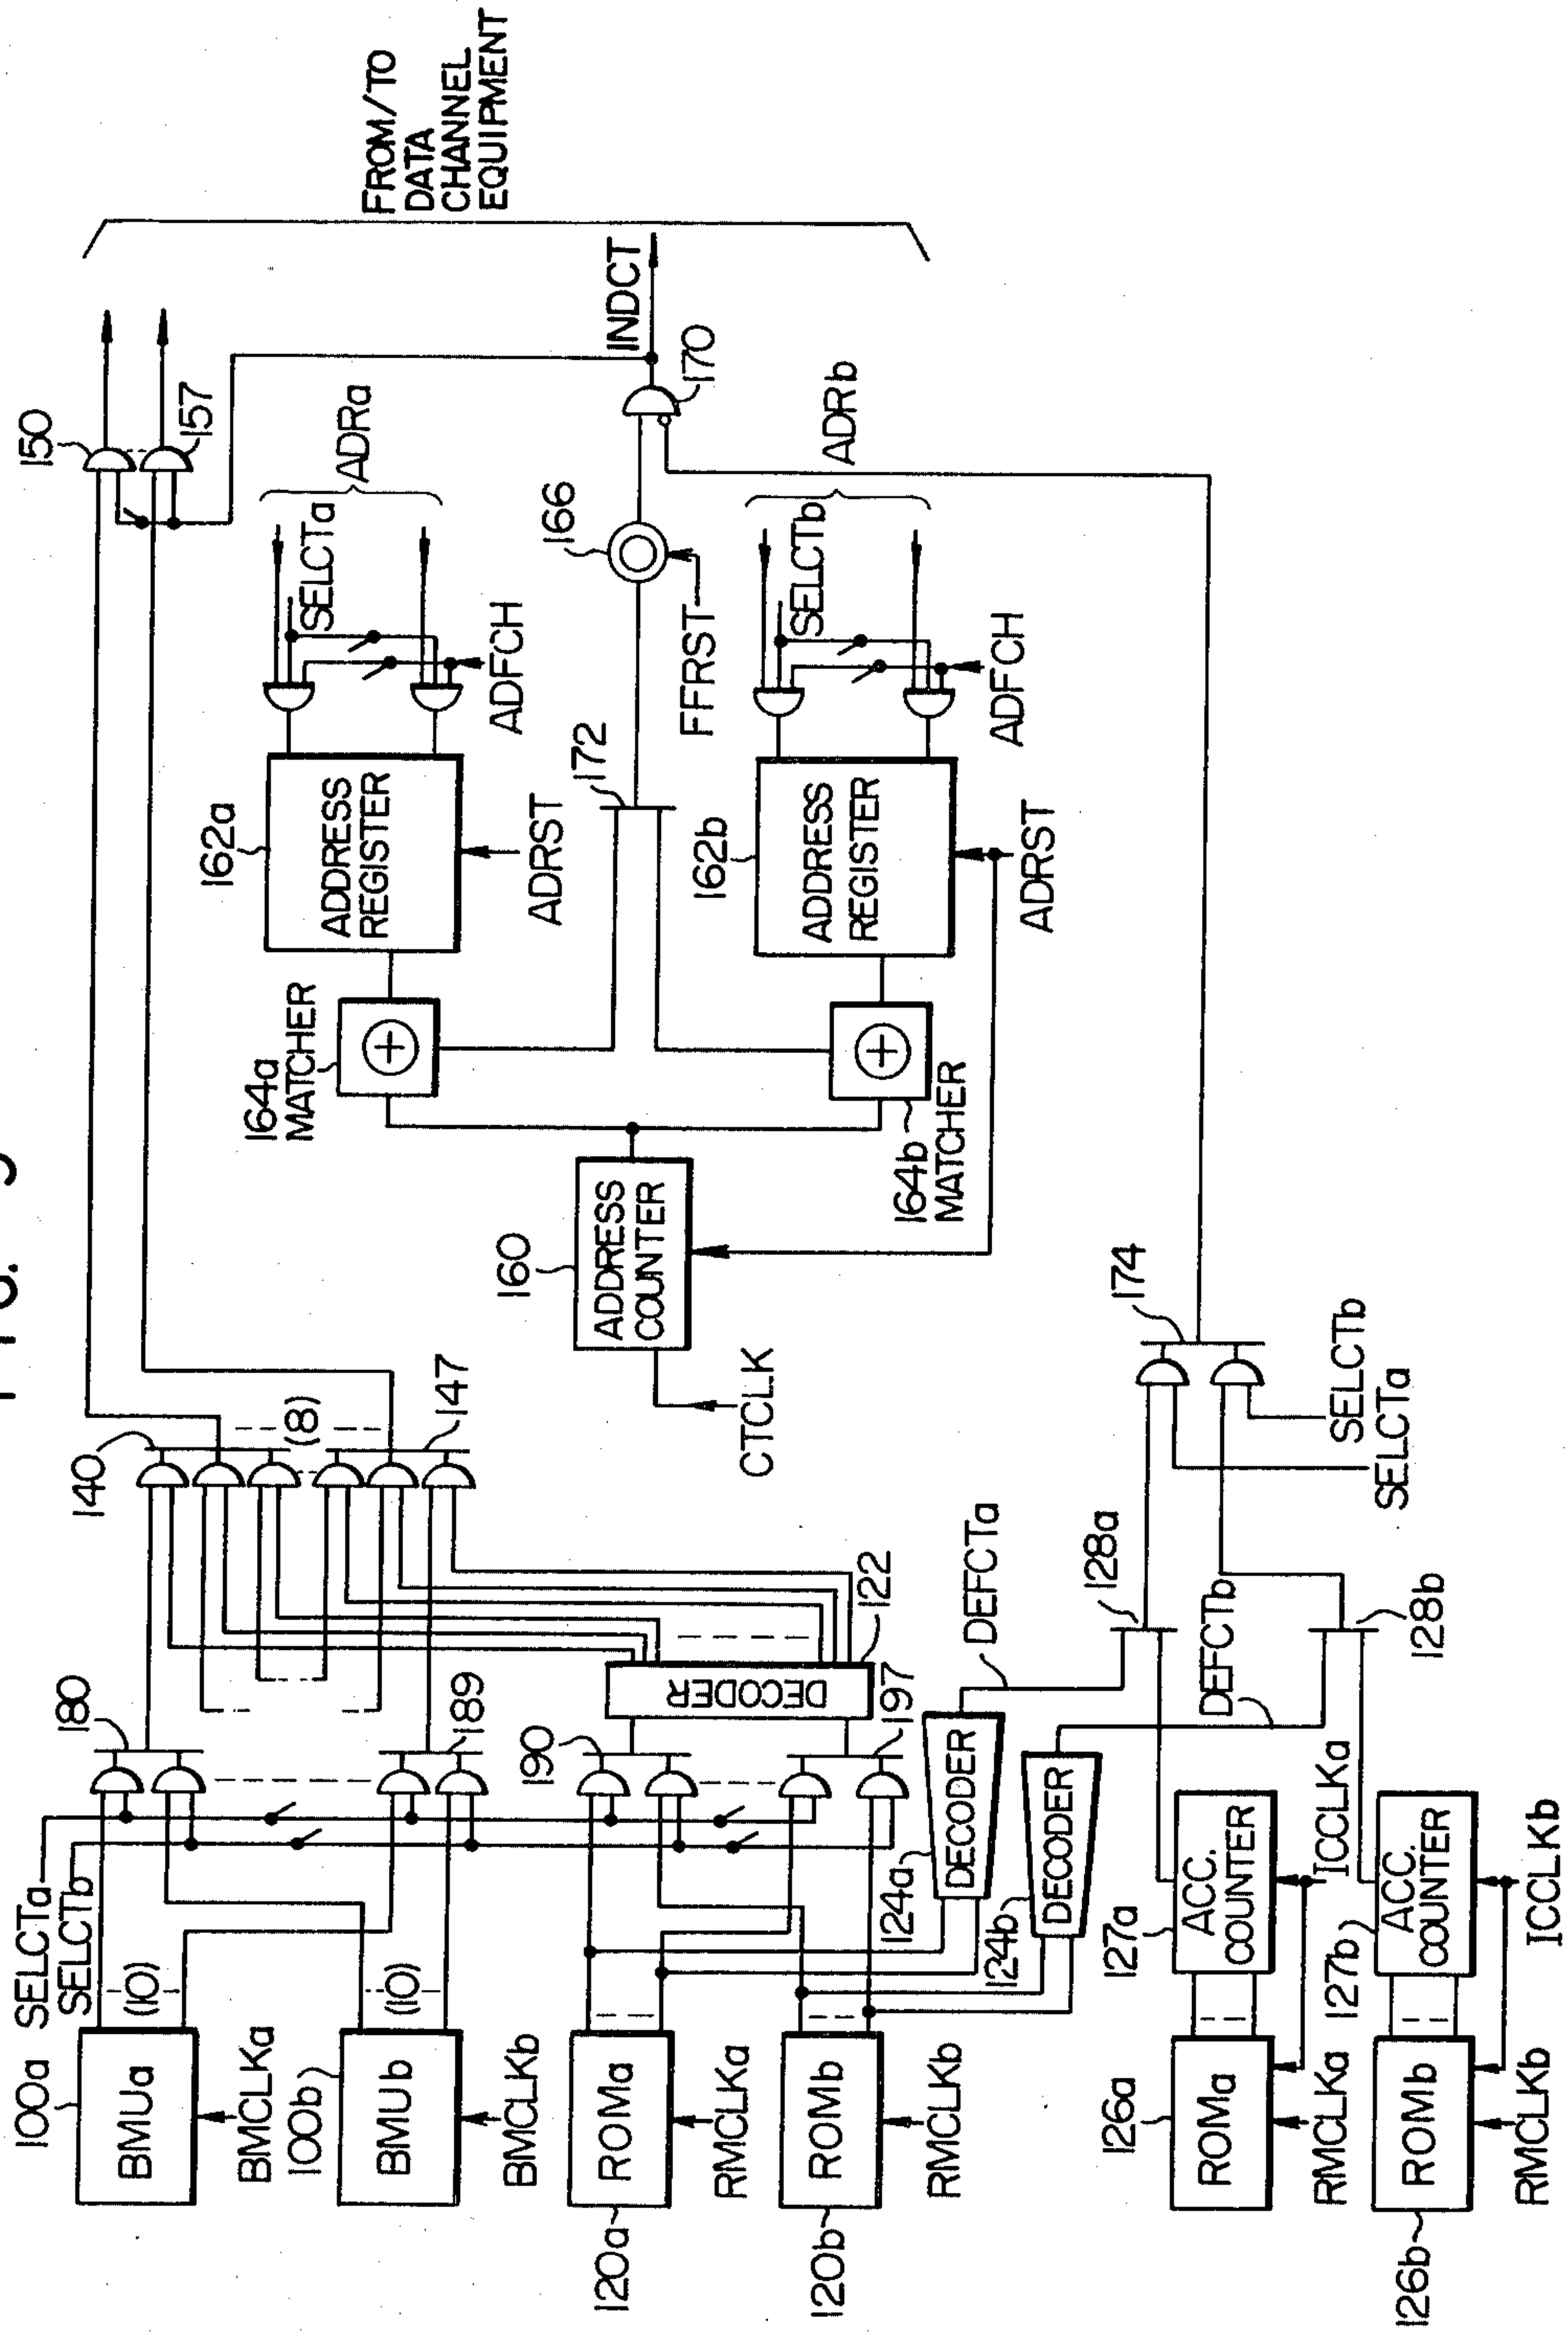 FIG.
150
157
FROM/TO
DATA
CHANNEL
EQUIPMENT
INDCT
170
ADRa
SELCTa
166
FFRST
ADFCH
162a
ADDRESS
REGISTER
ADRST
172
ADRb
SELCTb
ADFCH
162b
ADDRESS
REGISTER
ADRST
164a
MATCHER
164b
MATCHER
160
ADDRESS
COUNTER
CTCLK
140
(8)
147
174
SELCTb
SELCTa
180
189
190
197
DECODER
122
DEFCTa
128a
DEFCTb
128b
SELCTa
SELCTb
100a
BMUa
(10)
BMCLKa
100b
BMUb
(10)
BMCLKb
120a
ROMa
RMCLKa
120b
ROMb
RMCLKb
124a
DECODER
124b
DECODER
126a
ROMa
RMCLKa
127a
ACC.
COUNTER
ICCLKa
126b
ROMb
RMCLKb
127b
ACC.
COUNTER
ICCLKb